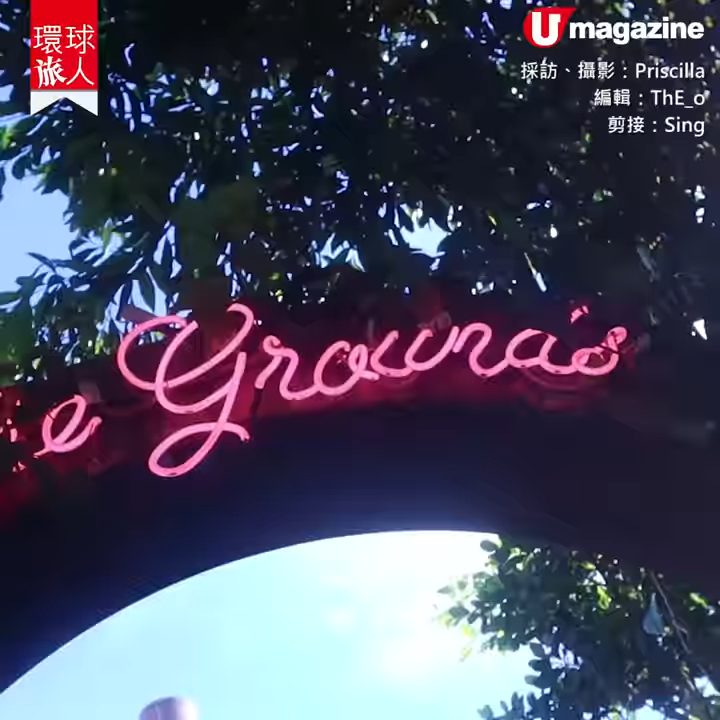 環球
旅人
U magazine
採訪、攝影：Priscilla
編輯：ThE_o
剪接：Sing
e Grounds